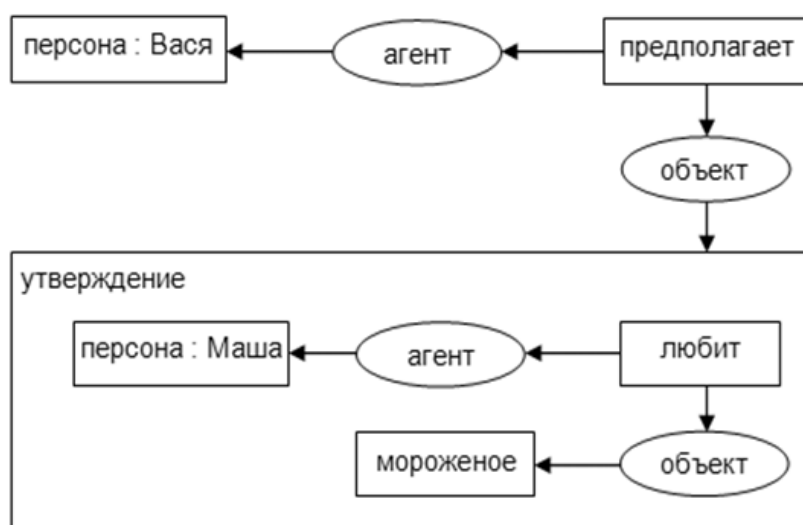 персона : Вася
агент
предполагает
объект
утверждение
персона : Маша
агент
любит
мороженое
объект